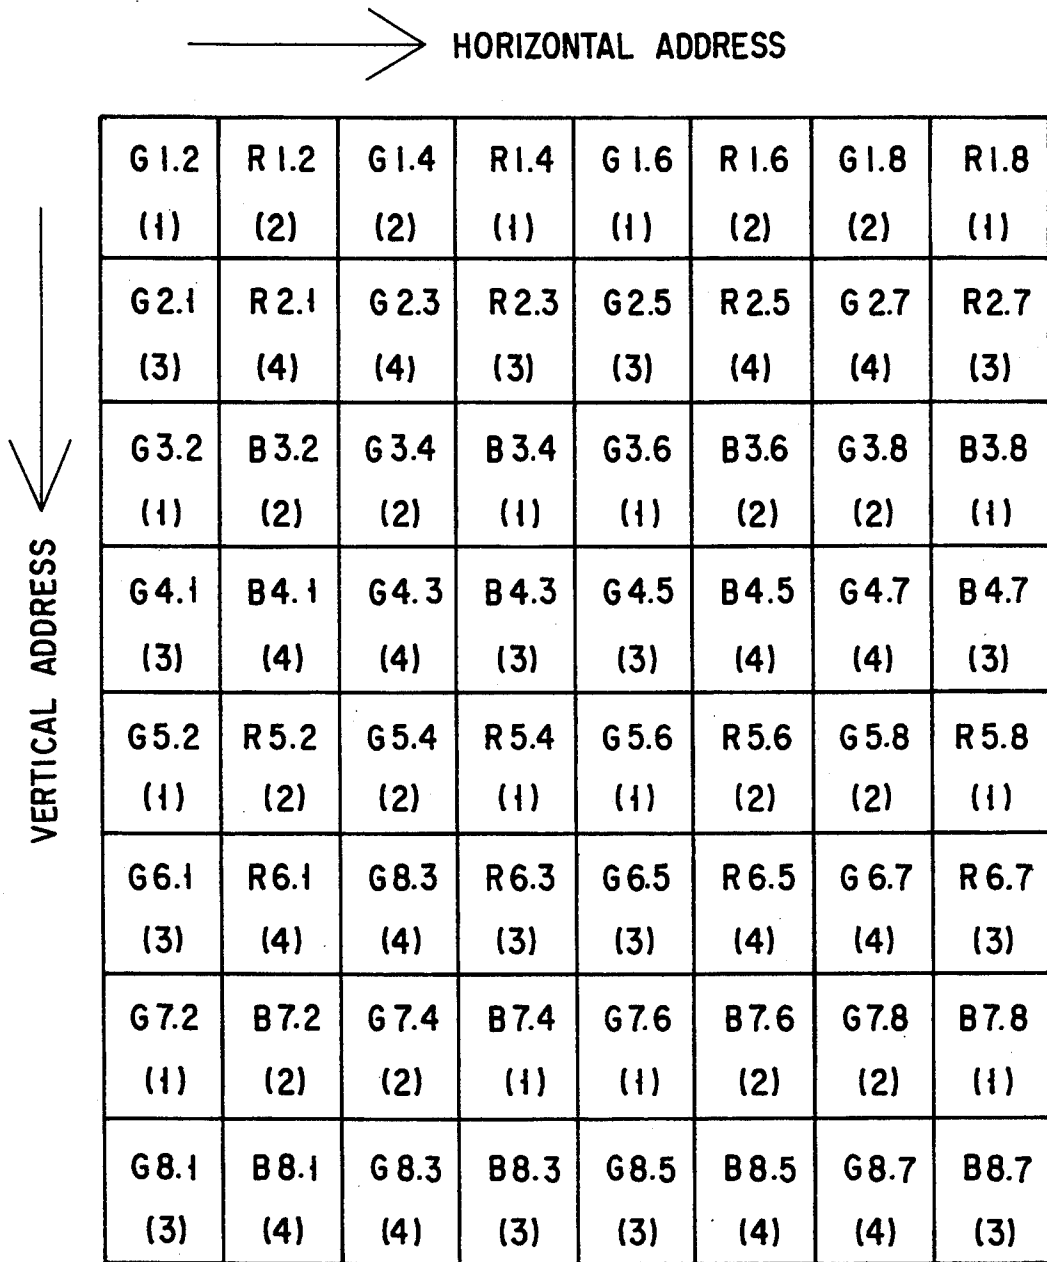 HORIZONTAL ADDRESS
VERTICAL ADDRESS
G1.2 R1.2 G1.4 R1.4 G1.6 R1.6 G1.8 R1.8
(1) (2) (2) (1) (1) (2) (2) (1)
G2.1 R2.1 G2.3 R2.3 G2.5 R2.5 G2.7 R2.7
(3) (4) (4) (3) (3) (4) (4) (3)
G3.2 B3.2 G3.4 B3.4 G3.6 B3.6 G3.8 B3.8
(1) (2) (2) (1) (1) (2) (2) (1)
G4.1 B4.1 G4.3 B4.3 G4.5 B4.5 G4.7 B4.7
(3) (4) (4) (3) (3) (4) (4) (3)
G5.2 R5.2 G5.4 R5.4 G5.6 R5.6 G5.8 R5.8
(1) (2) (2) (1) (1) (2) (2) (1)
G6.1 R6.1 G8.3 R6.3 G6.5 R6.5 G6.7 R6.7
(3) (4) (4) (3) (3) (4) (4) (3)
G7.2 B7.2 G7.4 B7.4 G7.6 B7.6 G7.8 B7.8
(1) (2) (2) (1) (1) (2) (2) (1)
G8.1 B8.1 G8.3 B8.3 G8.5 B8.5 G8.7 B8.7
(3) (4) (4) (3) (3) (4) (4) (3)